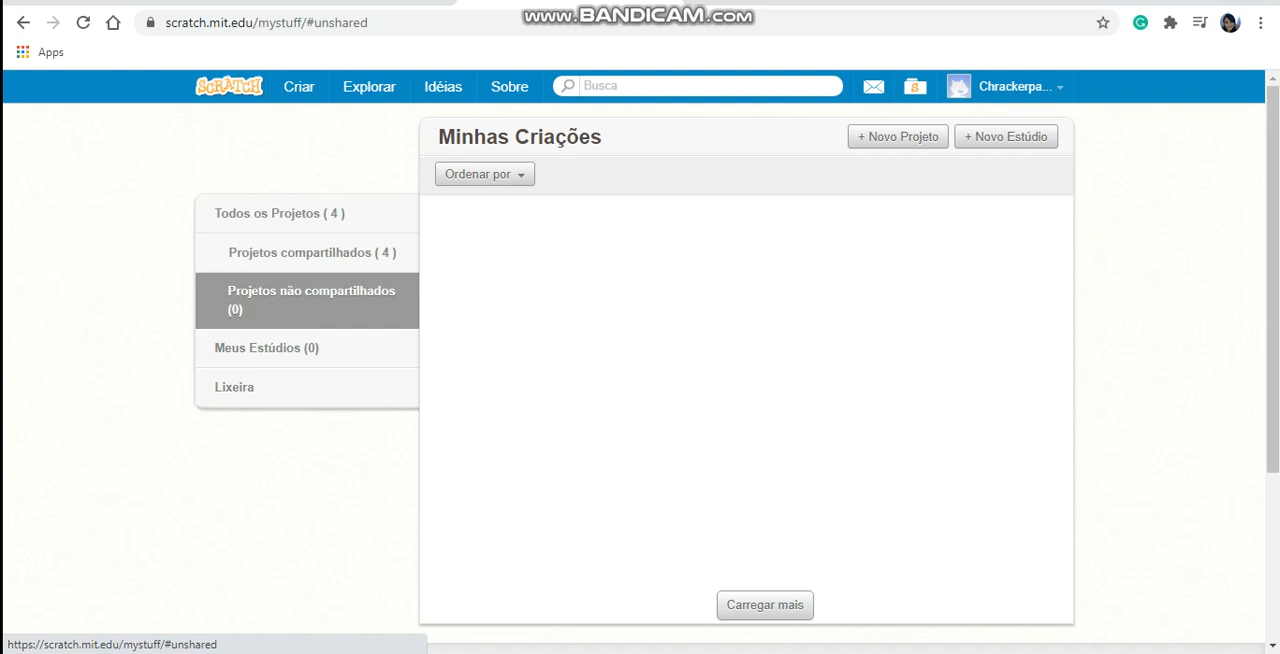 scratch.mit.edu/mystuff/#unshared
www.BANDICAM.com
Apps
SCRATCH
Criar
Explorar
Idéias
Sobre
Busca
Chrackerpa...
Minhas Criações
+ Novo Projeto
+ Novo Estúdio
Ordenar por
Todos os Projetos ( 4 )
Projetos compartilhados ( 4 )
Projetos não compartilhados
(0)
Meus Estúdios (0)
Lixeira
Carregar mais
https://scratch.mit.edu/mystuff/#unshared